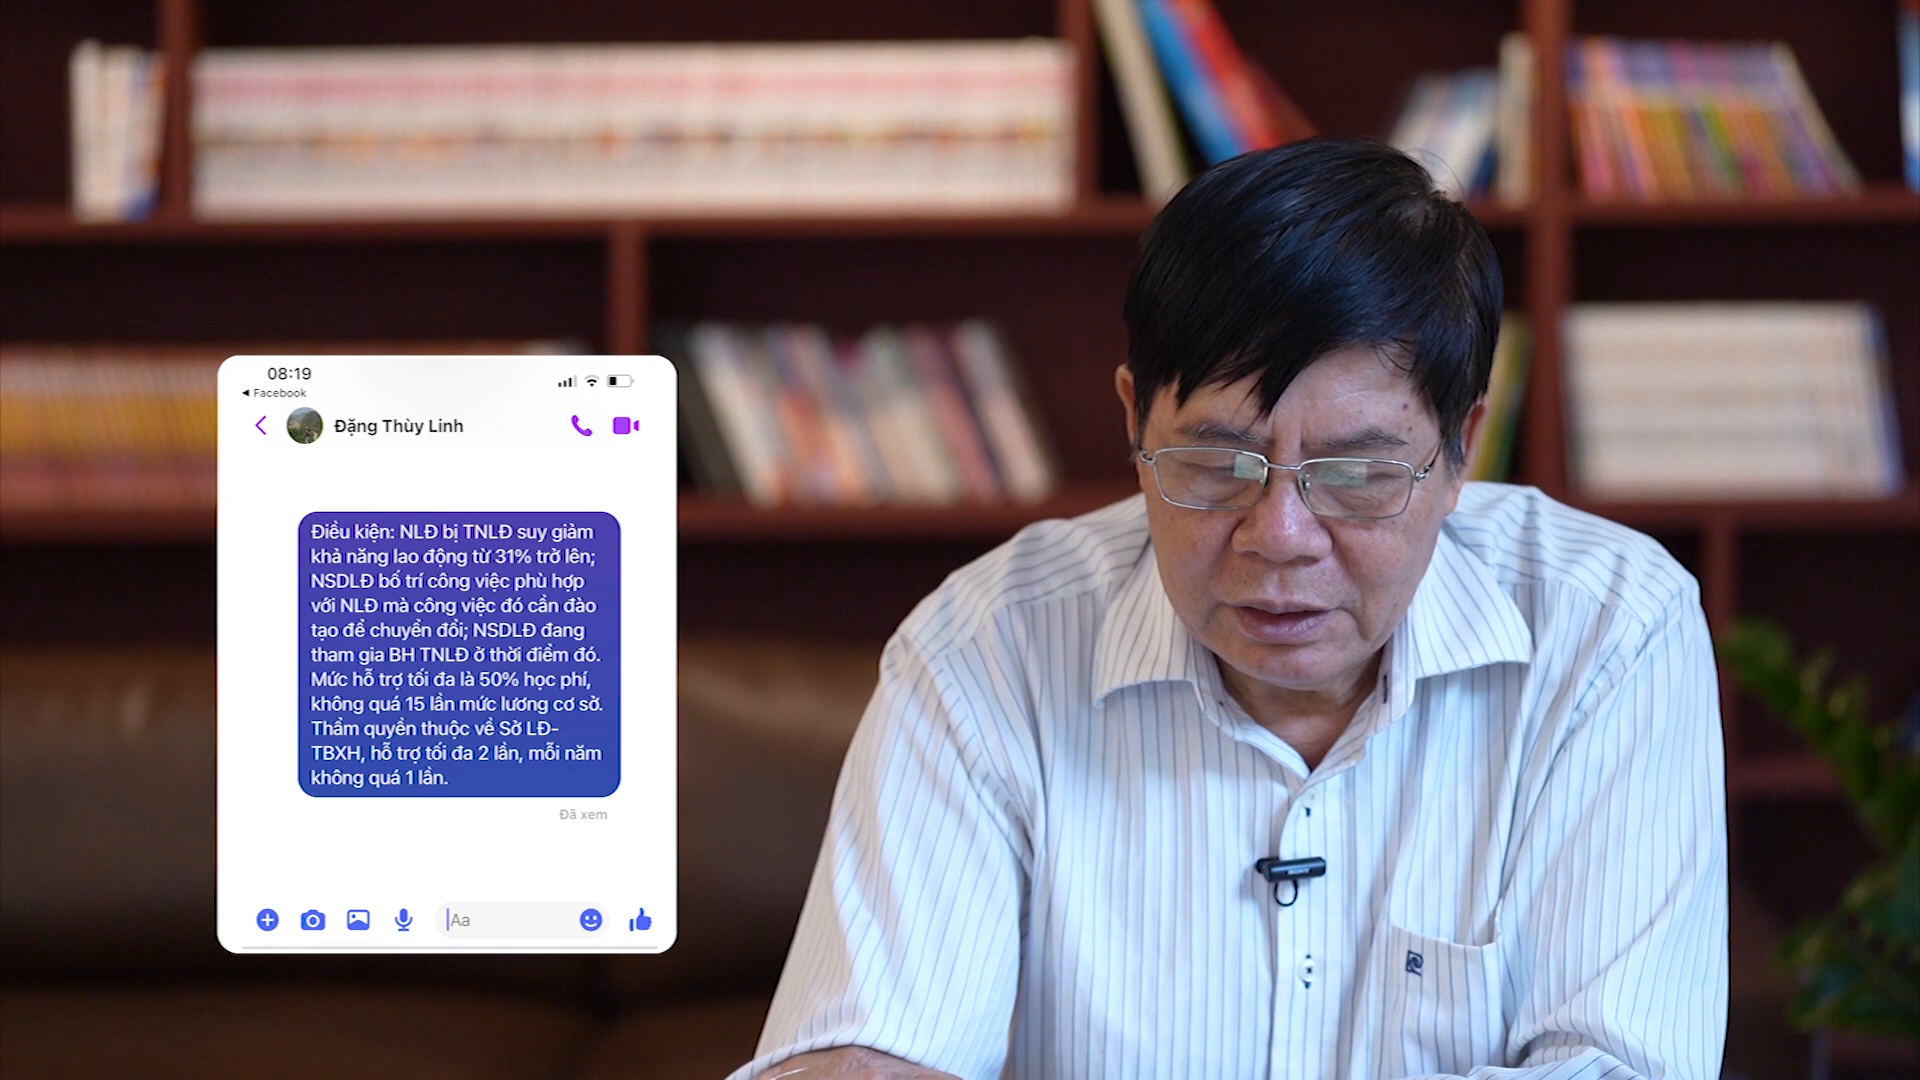 08:19
◀ Facebook
Đặng Thùy Linh
Điều kiện: NLĐ bị TNLĐ suy giảm
khả năng lao động từ 31% trở lên;
NSDLĐ bố trí công việc phù hợp
với NLĐ mà công việc đó cần đào
tạo để chuyển đổi; NSDLĐ đang
tham gia BH TNLĐ ở thời điểm đó.
Mức hỗ trợ tối đa là 50% học phí,
không quá 15 lần mức lương cơ sở.
Thẩm quyền thuộc về Sở LĐ-
TBXH, hỗ trợ tối đa 2 lần, mỗi năm
không quá 1 lần.
Đã xem
Aa